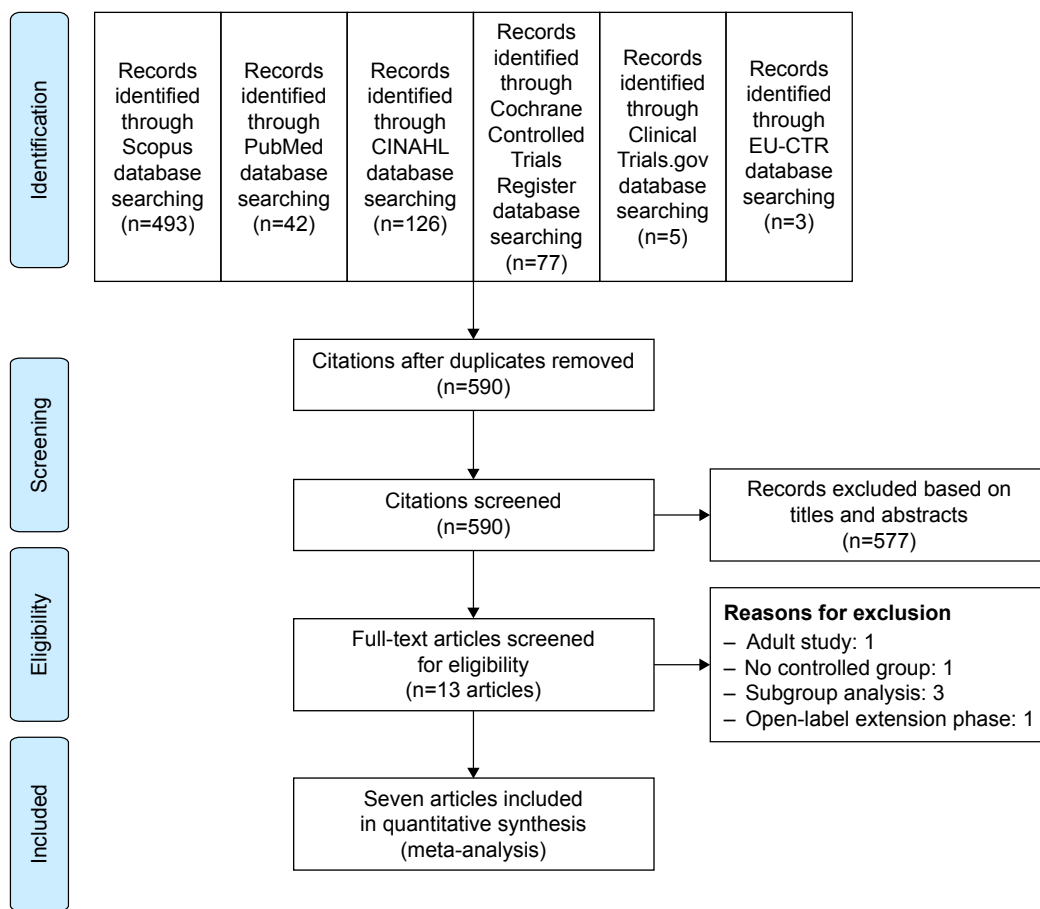 Identification
Records
identified
through
Scopus
database
searching
(n=493)
Records
identified
through
PubMed
database
searching
(n=42)
Records
identified
through
CINAHL
database
searching
(n=126)
Records
identified
through
Cochrane
Controlled
Trials
Register
database
searching
(n=77)
Records
identified
through
Clinical
Trials.gov
database
searching
(n=5)
Records
identified
through
EU-CTR
database
searching
(n=3)
Screening
Citations after duplicates removed
(n=590)
Citations screened
(n=590)
Records excluded based on
titles and abstracts
(n=577)
Eligibility
Full-text articles screened
for eligibility
(n=13 articles)
Reasons for exclusion
– Adult study: 1
– No controlled group: 1
– Subgroup analysis: 3
– Open-label extension phase: 1
Included
Seven articles included
in quantitative synthesis
(meta-analysis)